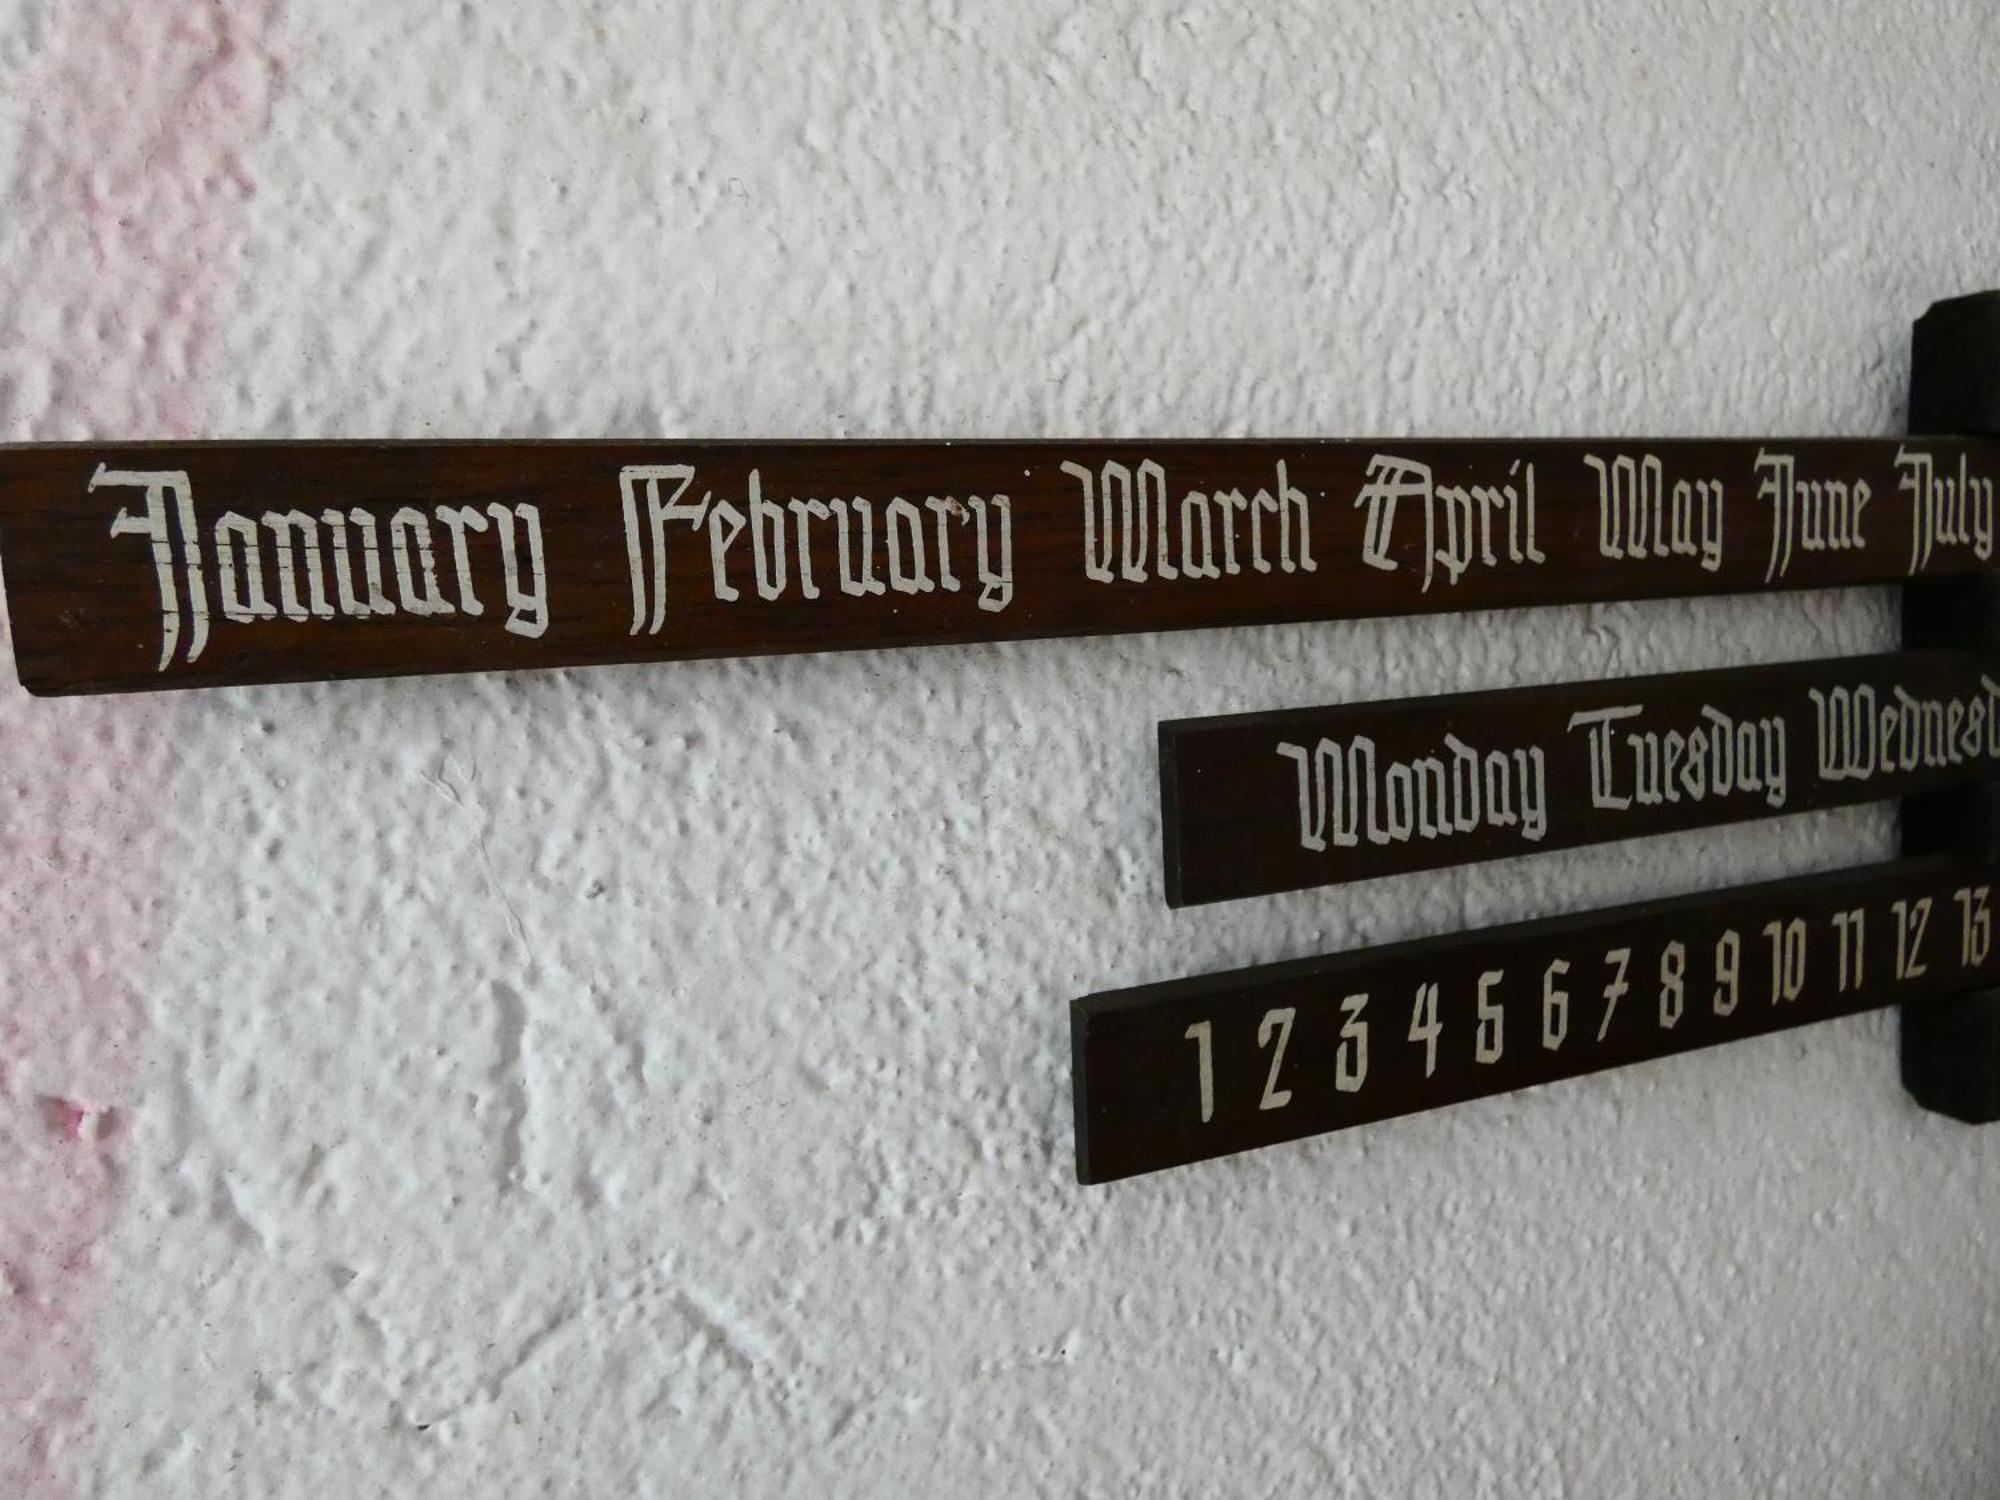 January February March April May June July
Monday Tuesday Wednesd
1 2 3 4 5 6 7 8 9 10 11 12 13